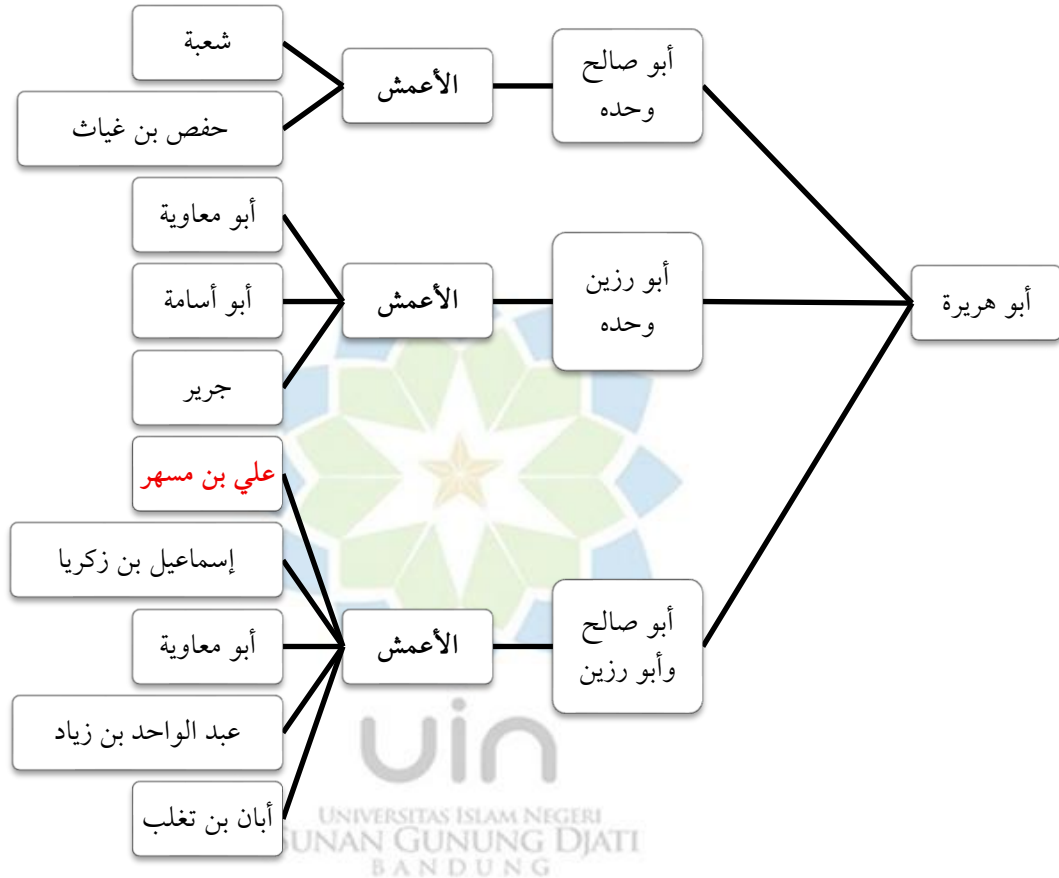 أبو هريرة
أبو صالح
وحده
الأعمش
شعبة
حفص بن غياث
أبو رزين
وحده
الأعمش
أبو معاوية
أبو أسامة
جرير
أبو صالح
وأبو رزين
الأعمش
علي بن مسهر
إسماعيل بن زكريا
أبو معاوية
عبد الواحد بن زياد
أبان بن تغلب
uin
UNIVERSITAS ISLAM NEGERI
SUNAN GUNUNG DJATI
BANDUNG